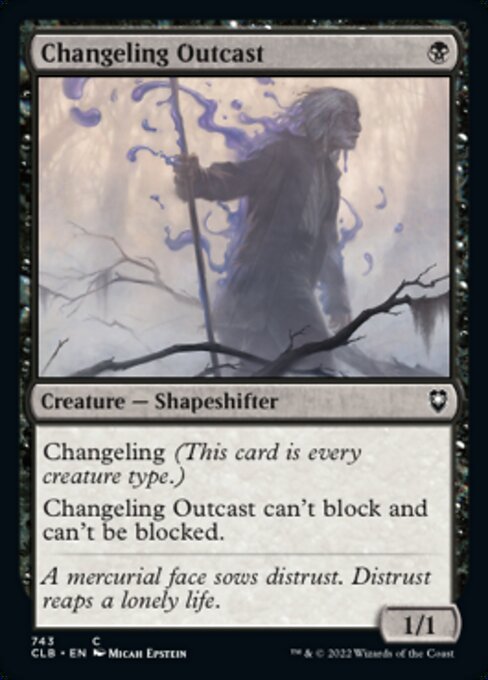 Changeling Outcast
Creature — Shapeshifter
Changeling (This card is every
creature type.)
Changeling Outcast can't block and
can't be blocked.
A mercurial face sows distrust. Distrust
reaps a lonely life.
1/1
743 C
CLB • EN Micah Epstein
™ & © 2022 Wizards of the Coast